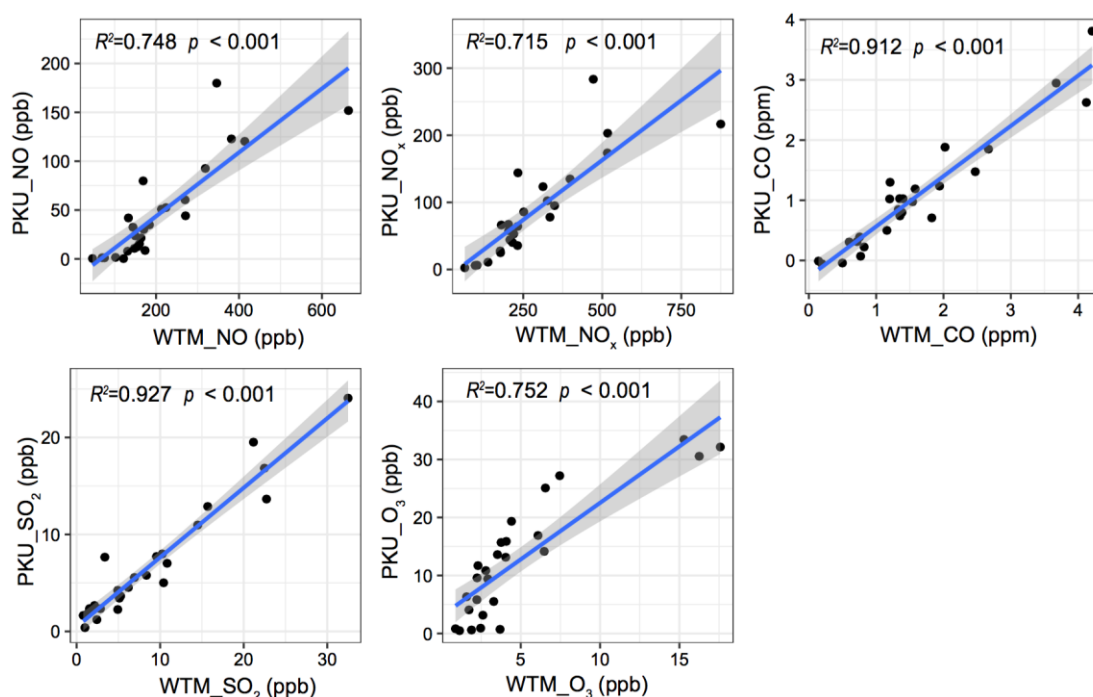 R²=0.748 p < 0.001
PKU_NO (ppb)
200
150
100
50
0
200 400 600
WTM_NO (ppb)
R²=0.715 p < 0.001
PKU_NOₓ (ppb)
300
200
100
0
250 500 750
WTM_NOₓ (ppb)
R²=0.912 p < 0.001
PKU_CO (ppm)
4
3
2
1
0
0 1 2 3 4
WTM_CO (ppm)
R²=0.927 p < 0.001
PKU_SO₂ (ppb)
20
10
0
0 10 20 30
WTM_SO₂ (ppb)
R²=0.752 p < 0.001
PKU_O₃ (ppb)
40
30
20
10
0
5 10 15
WTM_O₃ (ppb)